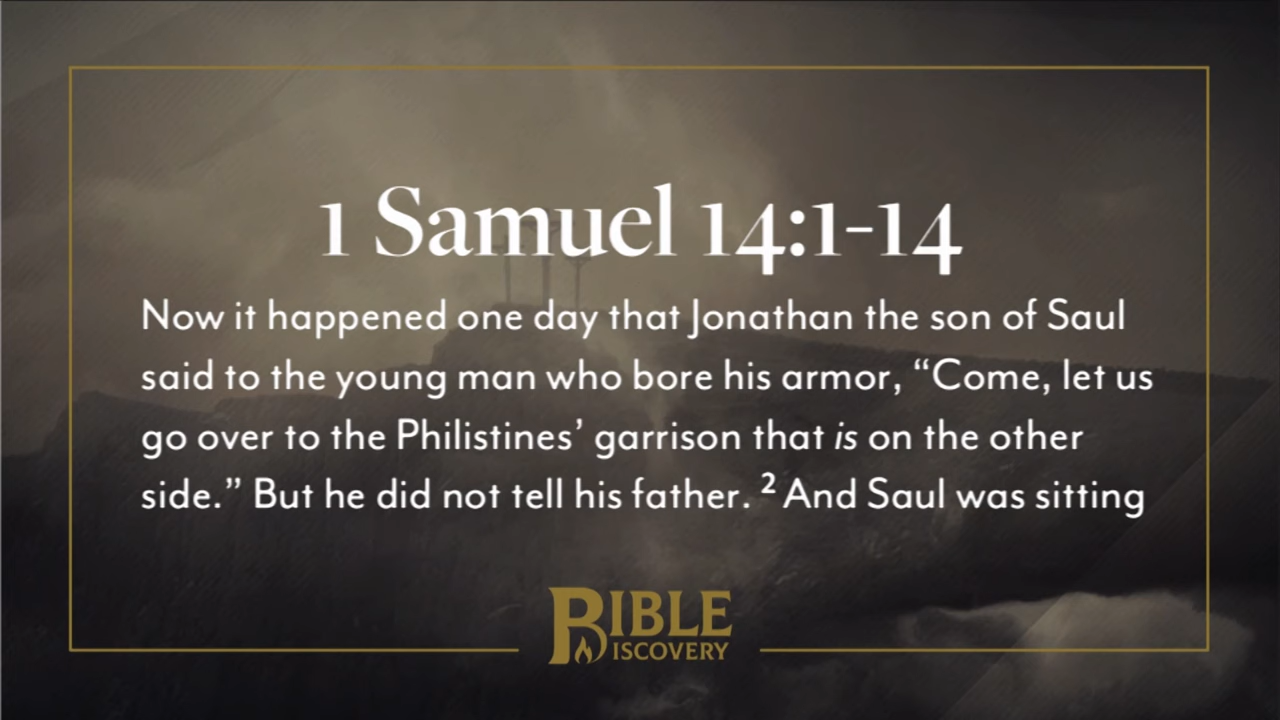 1 Samuel 14:1-14
Now it happened one day that Jonathan the son of Saul
said to the young man who bore his armor, “Come, let us
go over to the Philistines’ garrison that is on the other
side.” But he did not tell his father. ² And Saul was sitting
BIBLE
DISCOVERY